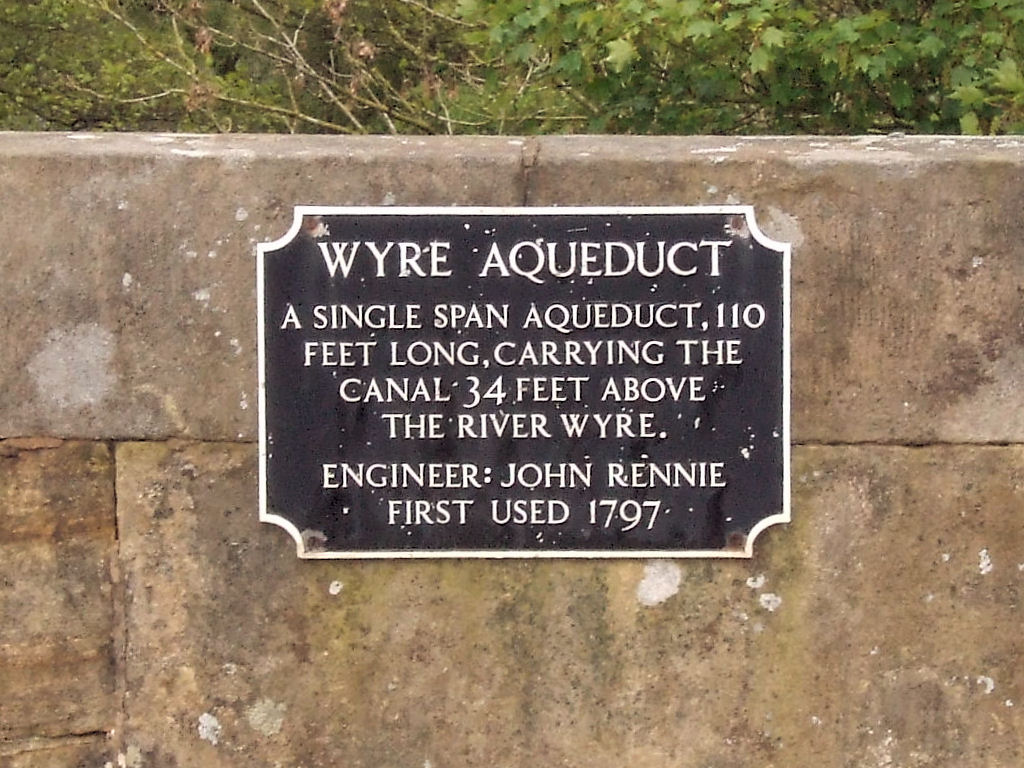 WYRE AQUEDUCT
A SINGLE SPAN AQUEDUCT, 110
FEET LONG, CARRYING THE
CANAL 34 FEET ABOVE
THE RIVER WYRE.
ENGINEER: JOHN RENNIE
FIRST USED 1797